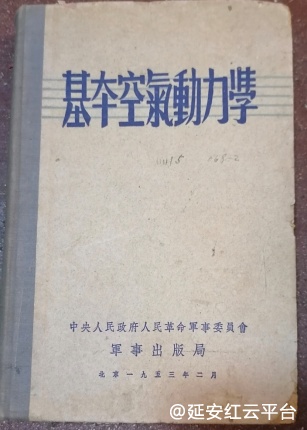 基本空氣動力學
中央人民政府人民革命軍事委員會
軍事出版局
北京一九五三年二月
@延安红云平台